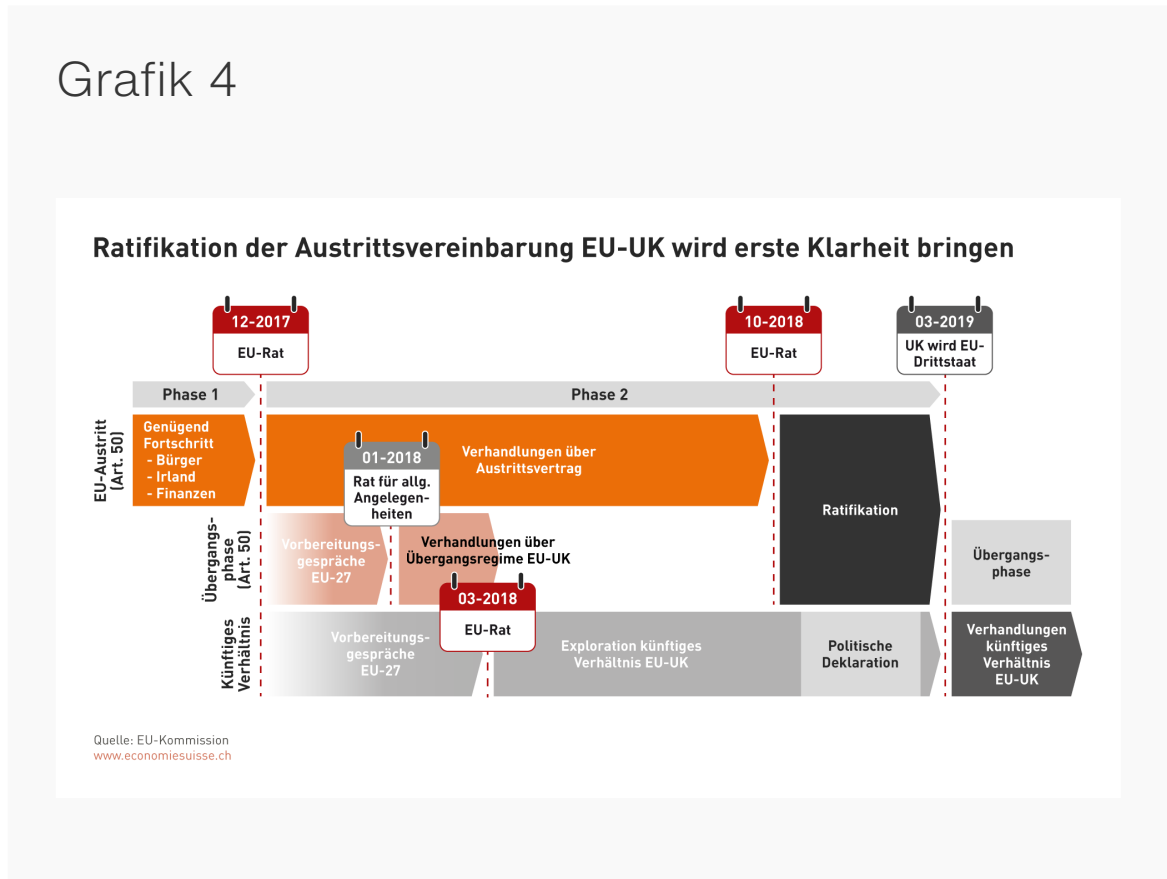 Grafik 4
Ratifikation der Austrittsvereinbarung EU-UK wird erste Klarheit bringen
12-2017
EU-Rat
10-2018
EU-Rat
03-2019
UK wird EU-
Drittstaat
Phase 1
Phase 2
EU-Austritt
(Art. 50)
Genügend
Fortschritt
- Bürger
- Irland
- Finanzen
Verhandlungen über
Austrittsvertrag
01-2018
Rat für allg.
Angelegen-
heiten
Ratifikation
Übergangs-
phase
(Art. 50)
Vorbereitungs-
gespräche
EU-27
Verhandlungen über
Übergangsregime EU-UK
Übergangs-
phase
03-2018
EU-Rat
Künftiges
Verhältnis
Vorbereitungs-
gespräche
EU-27
Exploration künftiges
Verhältnis EU-UK
Politische
Deklaration
Verhandlungen
künftiges
Verhältnis
EU-UK
Quelle: EU-Kommission
www.economiesuisse.ch